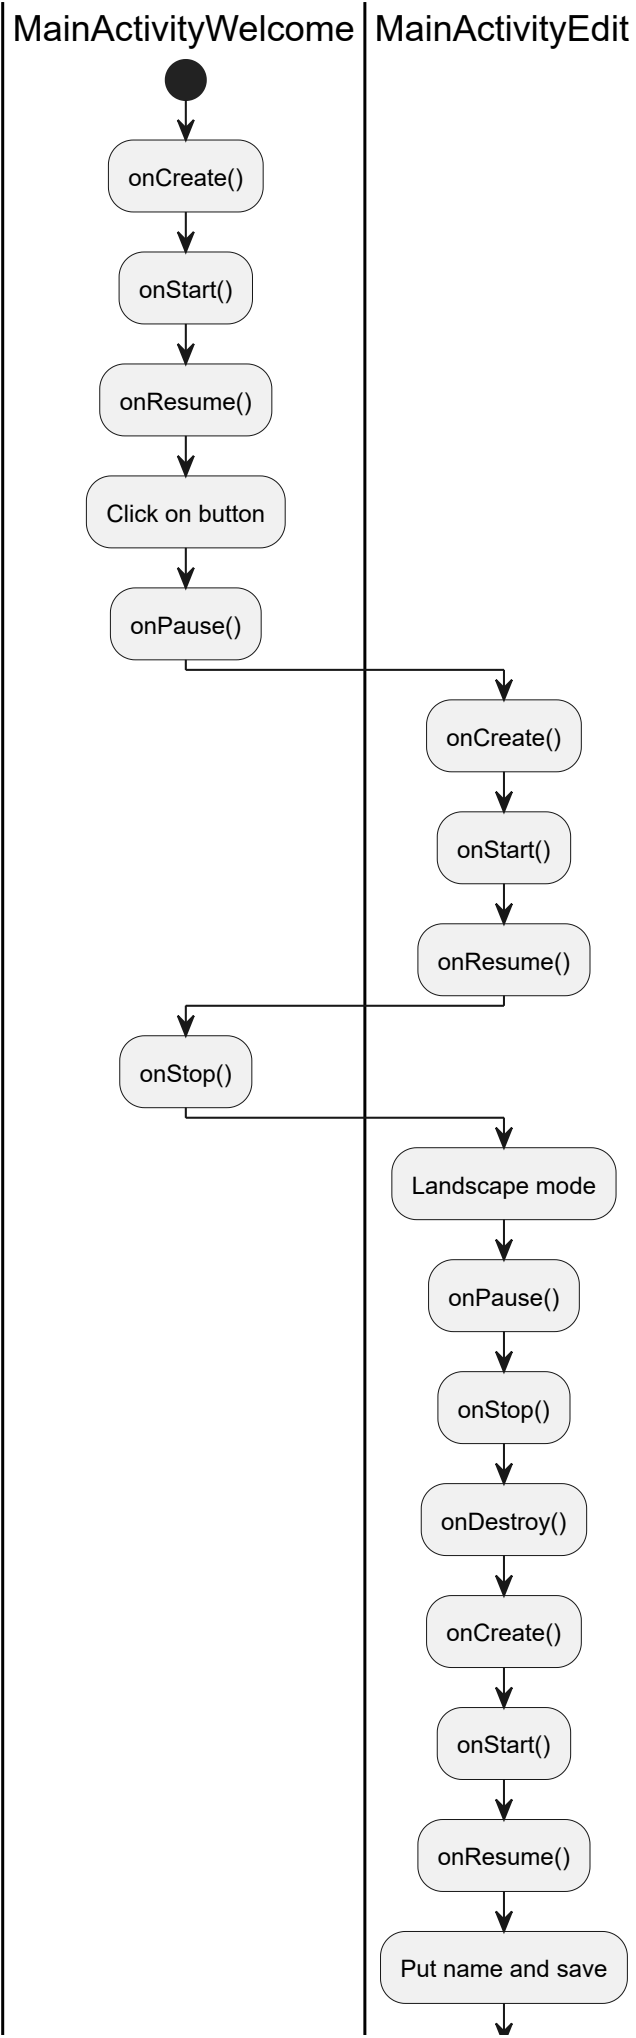 MainActivityWelcome
MainActivityEdit
onCreate()
onStart()
onResume()
Click on button
onPause()
onCreate()
onStart()
onResume()
onStop()
Landscape mode
onPause()
onStop()
onDestroy()
onCreate()
onStart()
onResume()
Put name and save